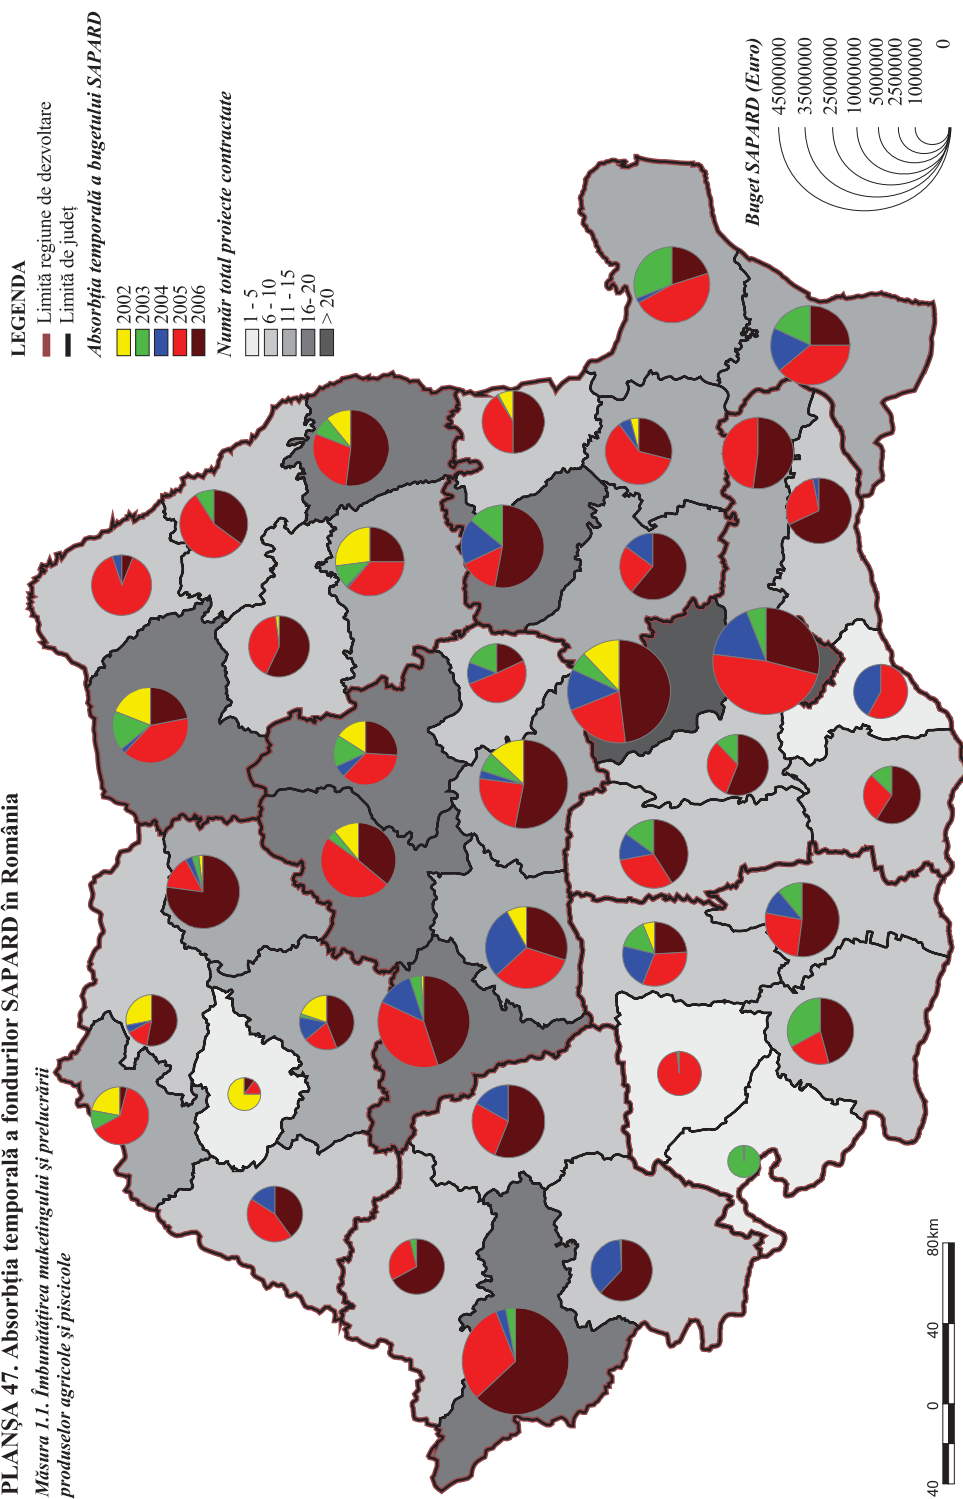 PLANȘA 47. Absorbția temporală a fondurilor SAPARD în România
Măsura 1.1. Îmbunătățirea maketingului și prelucrării
produselor agricole și piscicole
LEGENDA
Limită regiune de dezvoltare
Limită de județ
Absorbția temporală a bugetului SAPARD
2002
2003
2004
2005
2006
Număr total proiecte contractate
1 - 5
6 - 10
11 - 15
16- 20
> 20
Buget SAPARD (Euro)
45000000
35000000
25000000
10000000
5000000
2500000
1000000
0
40 0 40 80km